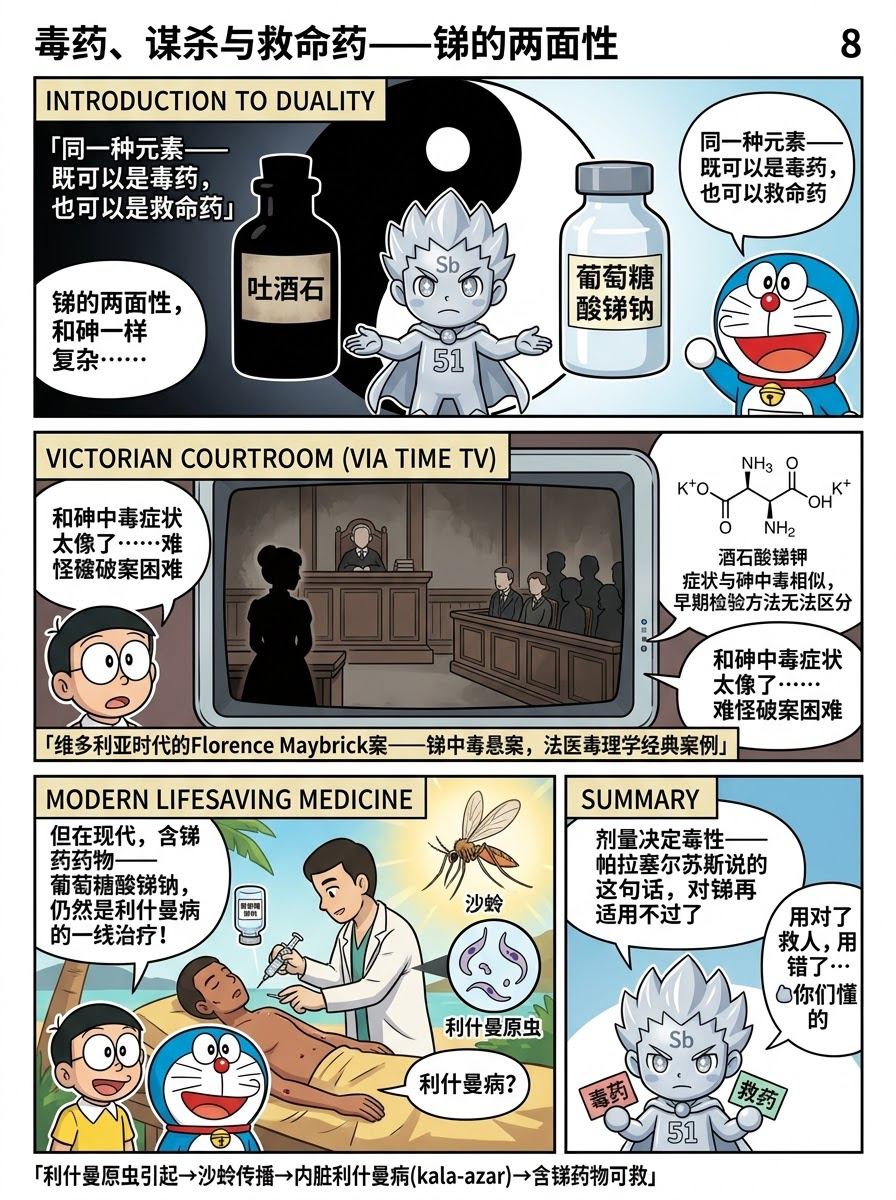 毒药、谋杀与救命药——锑的两面性
8
INTRODUCTION TO DUALITY
「同一种元素——
既可以是毒药，
也可以是救命药」
锑的两面性，
和砷一样
复杂……
吐酒石
Sb
51
葡萄糖
酸锑钠
同一种元素——
既可以是毒药，
也可以救命药
VICTORIAN COURTROOM (VIA TIME TV)
和砷中毒症状
太像了……难
怪破案困难
NH₃
O
K⁺O
OH
K⁺
O
NH₂
酒石酸锑钾
症状与砷中毒相似，
早期检验方法无法区分
和砷中毒症状
太像了……
难怪破案困难
「维多利亚时代的Florence Maybrick案——锑中毒悬案，法医毒理学经典案例」
MODERN LIFESAVING MEDICINE
但在现代，含锑
药药物——
葡萄糖酸锑钠，
仍然是利什曼病
的一线治疗！
沙蛉
利什曼原虫
利什曼病？
SUMMARY
剂量决定毒性——
帕拉塞尔苏斯说的
这句话，对锑再
适用不过了
用对了
救人，用
错了…
你们懂
的
Sb
毒药
救药
51
「利什曼原虫引起→沙蛉传播→内脏利什曼病(kala-azar)→含锑药物可救」